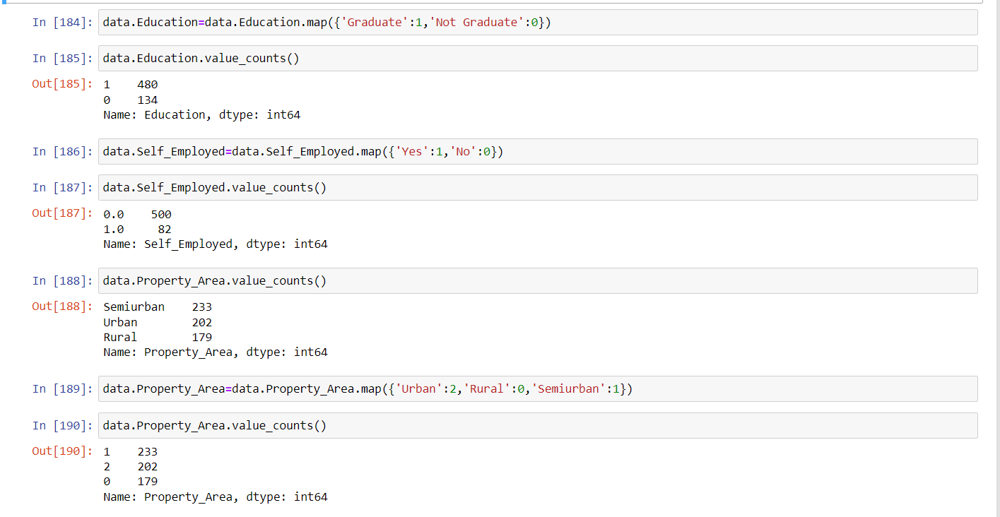 In [184]: data.Education=data.Education.map({'Graduate':1,'Not Graduate':0})
In [185]: data.Education.value_counts()
Out[185]: 1    480
0    134
Name: Education, dtype: int64
In [186]: data.Self_Employed=data.Self_Employed.map({'Yes':1,'No':0})
In [187]: data.Self_Employed.value_counts()
Out[187]: 0.0    500
1.0     82
Name: Self_Employed, dtype: int64
In [188]: data.Property_Area.value_counts()
Out[188]: Semiurban    233
Urban        202
Rural        179
Name: Property_Area, dtype: int64
In [189]: data.Property_Area=data.Property_Area.map({'Urban':2,'Rural':0,'Semiurban':1})
In [190]: data.Property_Area.value_counts()
Out[190]: 1    233
2    202
0    179
Name: Property_Area, dtype: int64